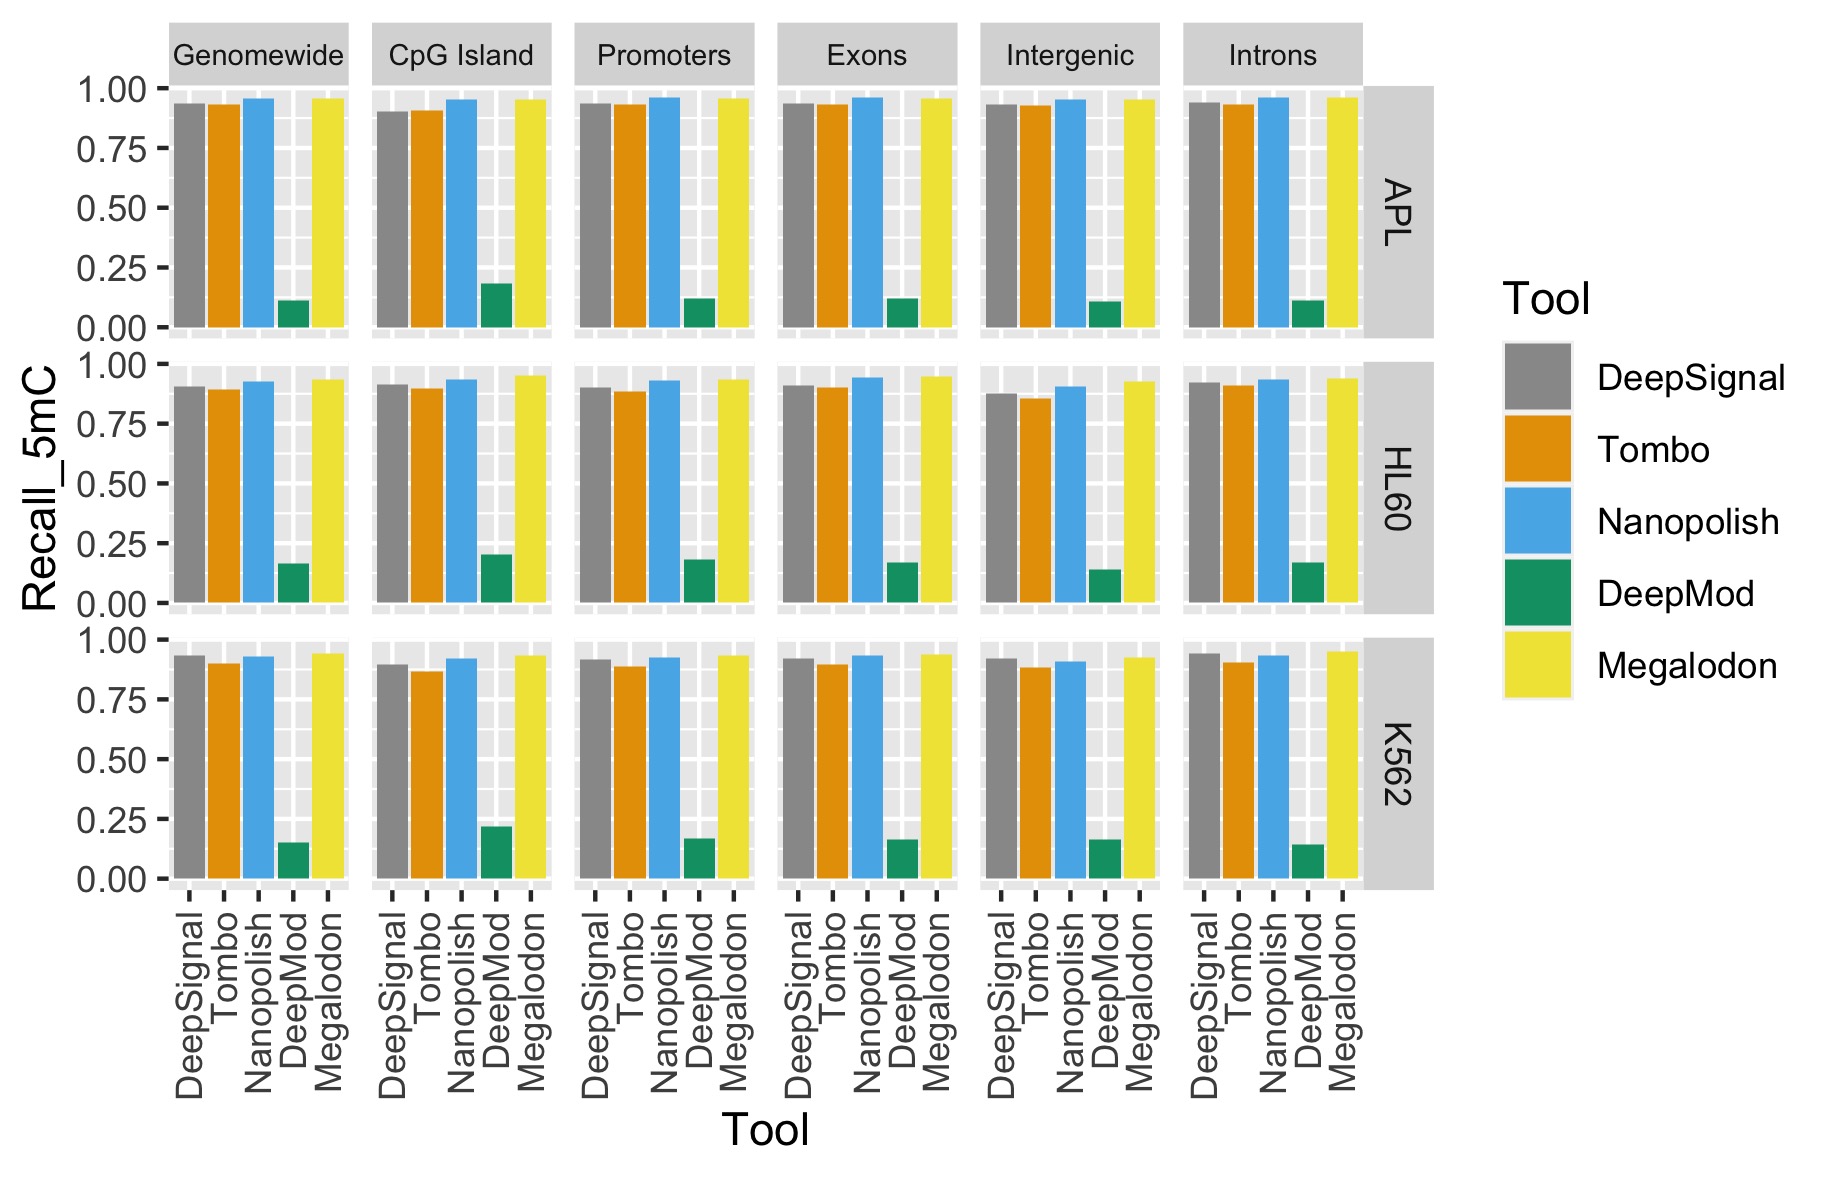 Genomewide CpG Island Promoters Exons Intergenic Introns
1.00
0.75
0.50
0.25
0.00
APL
1.00
0.75
0.50
0.25
0.00
HL60
1.00
0.75
0.50
0.25
0.00
K562
Recall_5mC
DeepSignal Tombo Nanopolish DeepMod Megalodon DeepSignal Tombo Nanopolish DeepMod Megalodon DeepSignal Tombo Nanopolish DeepMod Megalodon DeepSignal Tombo Nanopolish DeepMod Megalodon DeepSignal Tombo Nanopolish DeepMod Megalodon DeepSignal Tombo Nanopolish DeepMod Megalodon
Tool
Tool
DeepSignal
Tombo
Nanopolish
DeepMod
Megalodon